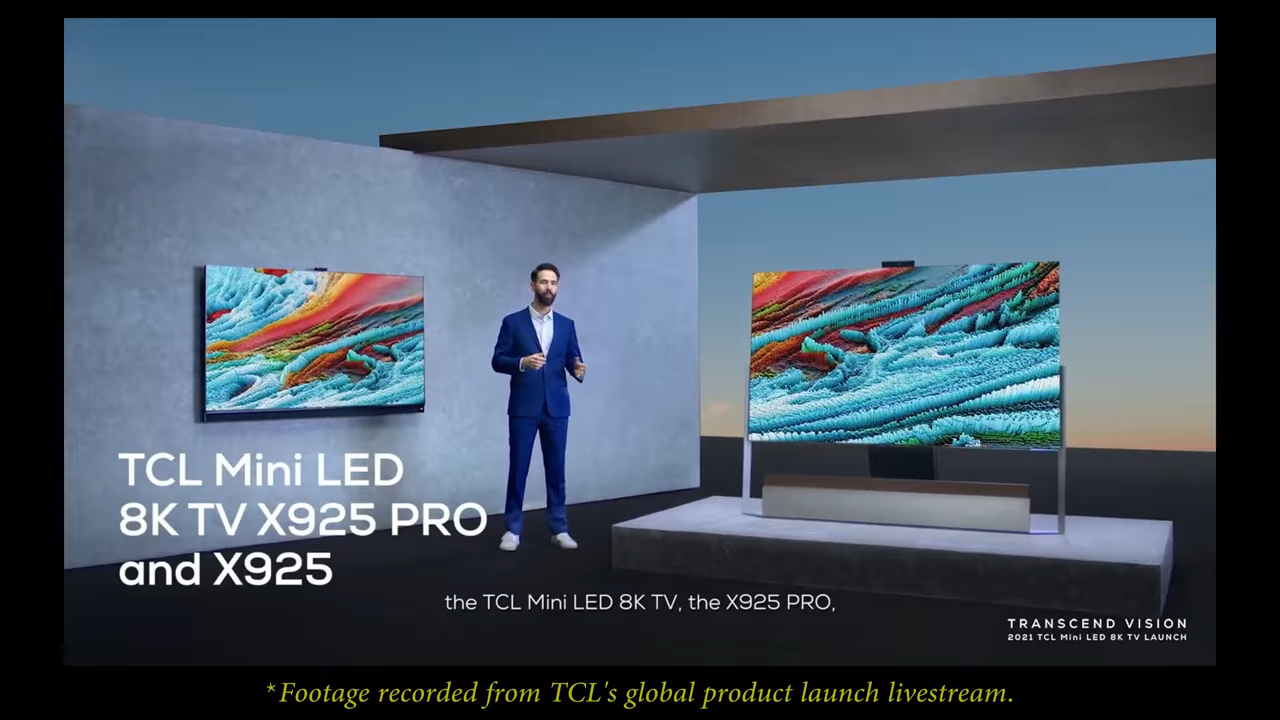 TCL Mini LED
8K TV X925 PRO
and X925
the TCL Mini LED 8K TV, the X925 PRO,
TRANSCEND VISION
2021 TCL Mini LED 8K TV LAUNCH
*Footage recorded from TCL's global product launch livestream.